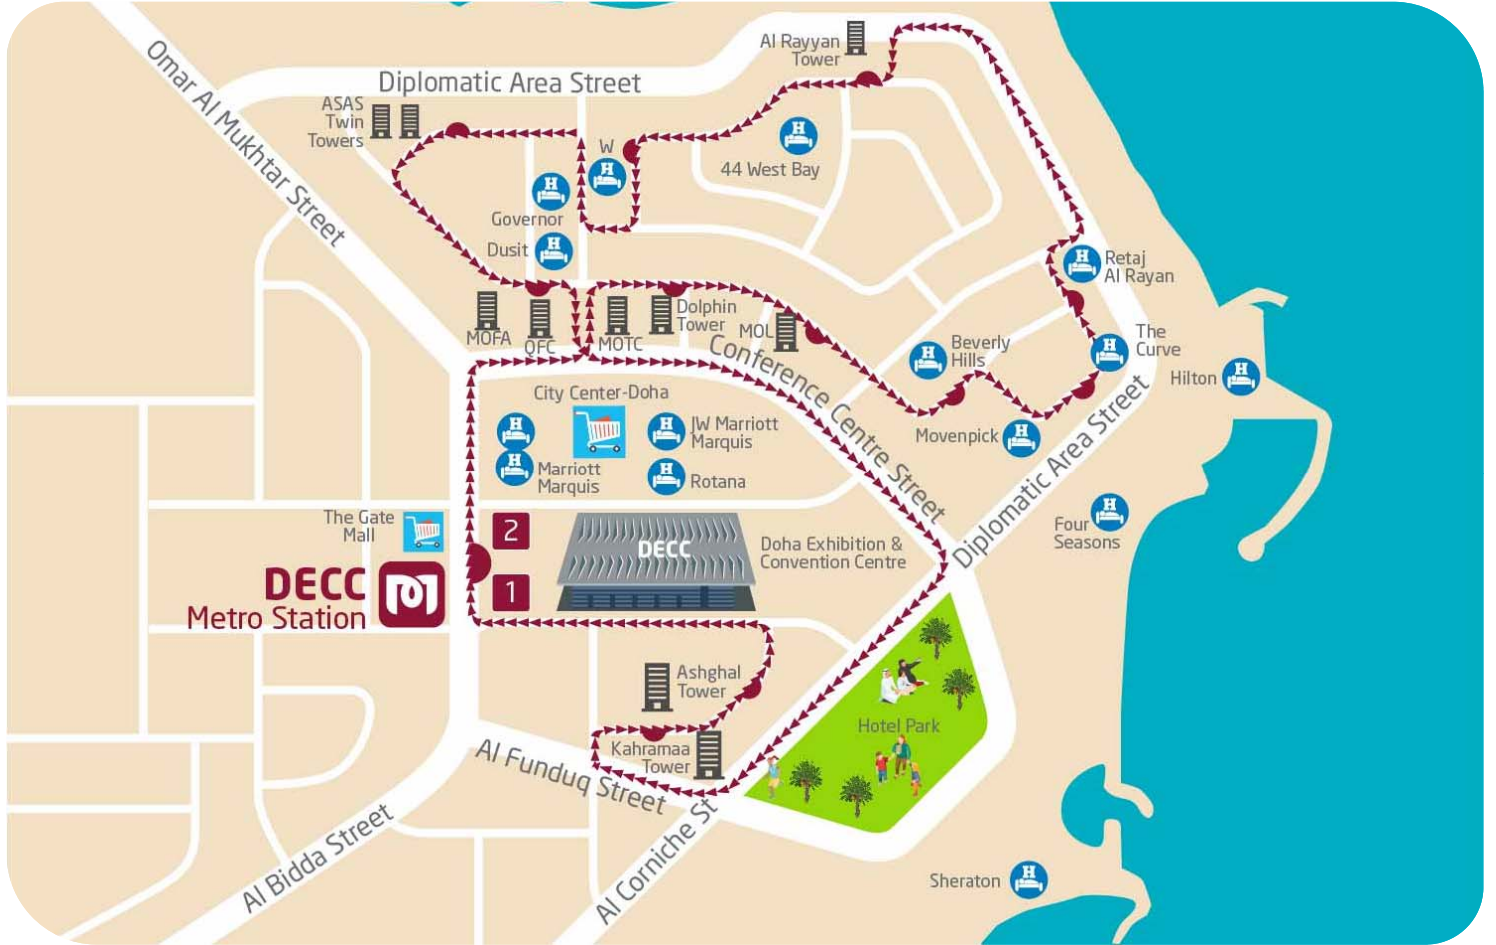 Al Rayyan
Tower
Omar Al Mukhtar Street
Diplomatic Area Street
ASAS
Twin
Towers
W
H
H
44 West Bay
H
Governor
Dusit
H
H
Retaj
Al Rayan
MOFA
QFC
MOTC
Dolphin
Tower
MOL
Conference Centre Street
H
Beverly
Hills
H
The
Curve
Hilton
H
City Center-Doha
H
H
Marriott
Marquis
H
JW Marriott
Marquis
H
Rotana
Movenpick
H
Diplomatic Area Street
Four
Seasons
H
The Gate
Mall
2
1
DECC
Doha Exhibition &
Convention Centre
DECC
Metro Station
Ashghal
Tower
Kahramaa
Tower
Hotel Park
Al Funduq Street
Al Bidda Street
Al Corniche St
Sheraton
H